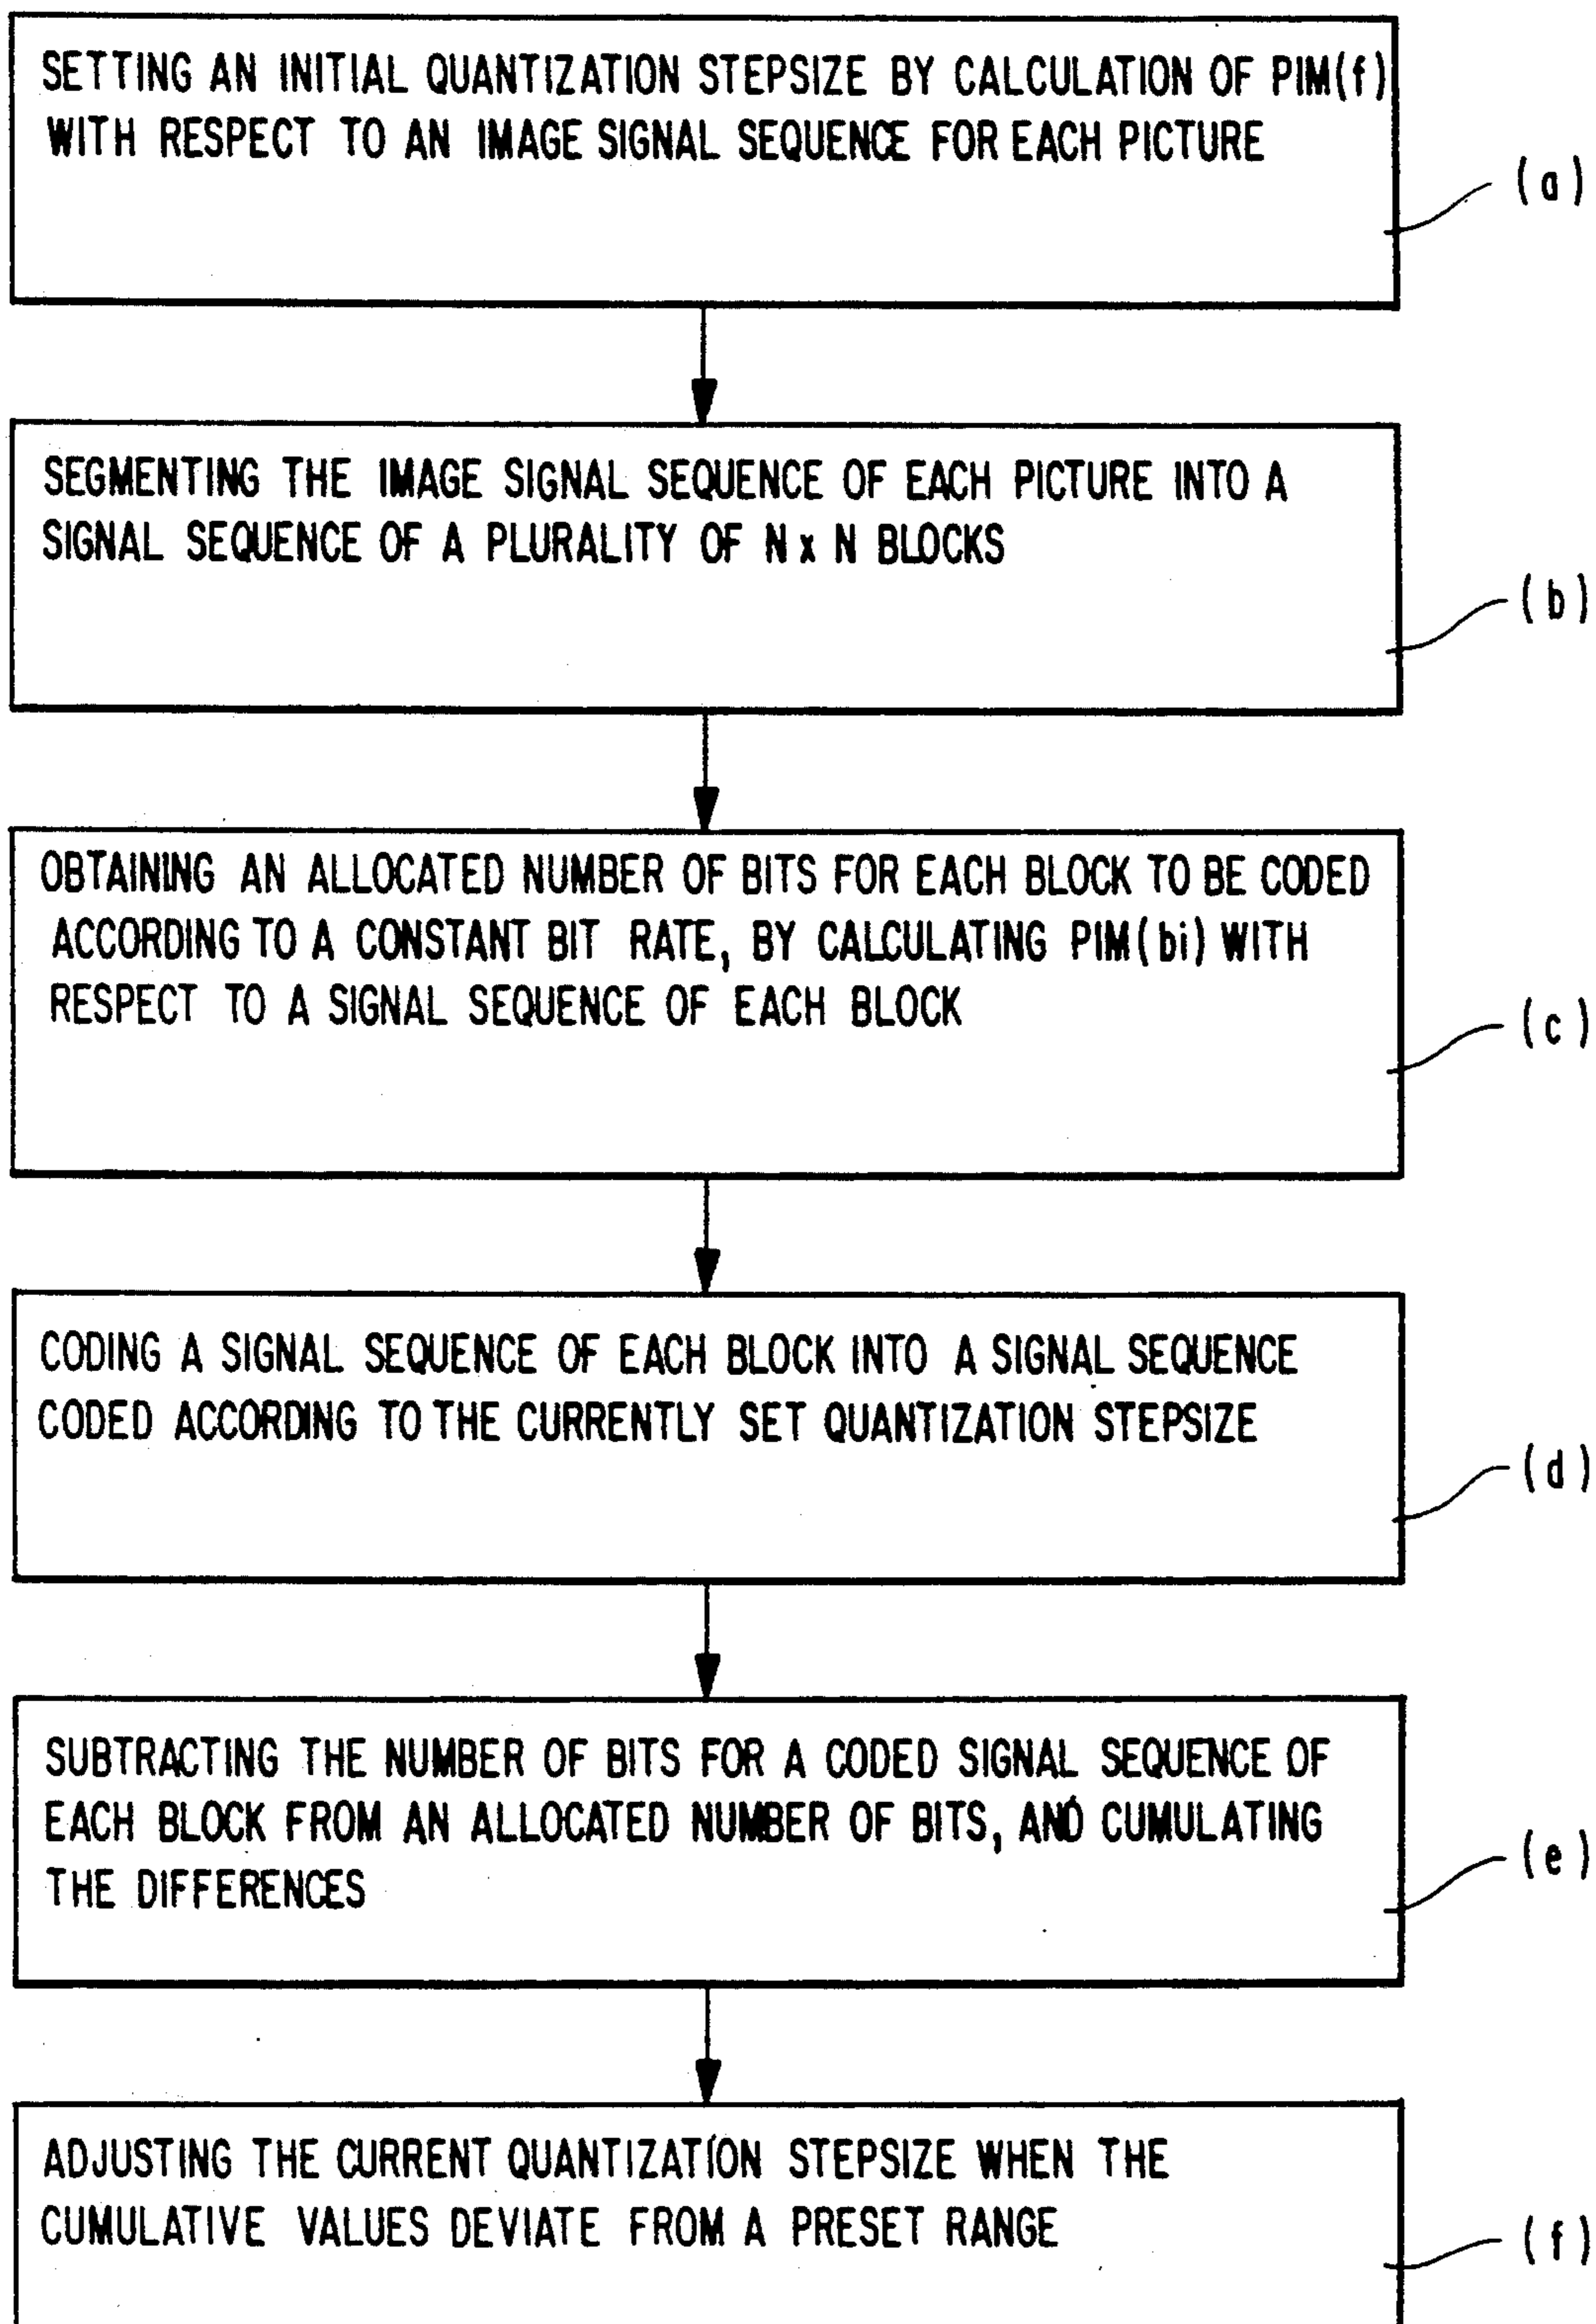 SETTING AN INITIAL QUANTIZATION STEPSIZE BY CALCULATION OF PIM(f)
WITH RESPECT TO AN IMAGE SIGNAL SEQUENCE FOR EACH PICTURE
(a)
SEGMENTING THE IMAGE SIGNAL SEQUENCE OF EACH PICTURE INTO A
SIGNAL SEQUENCE OF A PLURALITY OF N x N BLOCKS
(b)
OBTAINING AN ALLOCATED NUMBER OF BITS FOR EACH BLOCK TO BE CODED
ACCORDING TO A CONSTANT BIT RATE, BY CALCULATING PIM(bi) WITH
RESPECT TO A SIGNAL SEQUENCE OF EACH BLOCK
(c)
CODING A SIGNAL SEQUENCE OF EACH BLOCK INTO A SIGNAL SEQUENCE
CODED ACCORDING TO THE CURRENTLY SET QUANTIZATION STEPSIZE
(d)
SUBTRACTING THE NUMBER OF BITS FOR A CODED SIGNAL SEQUENCE OF
EACH BLOCK FROM AN ALLOCATED NUMBER OF BITS, AND CUMULATING
THE DIFFERENCES
(e)
ADJUSTING THE CURRENT QUANTIZATION STEPSIZE WHEN THE
CUMULATIVE VALUES DEVIATE FROM A PRESET RANGE
(f)